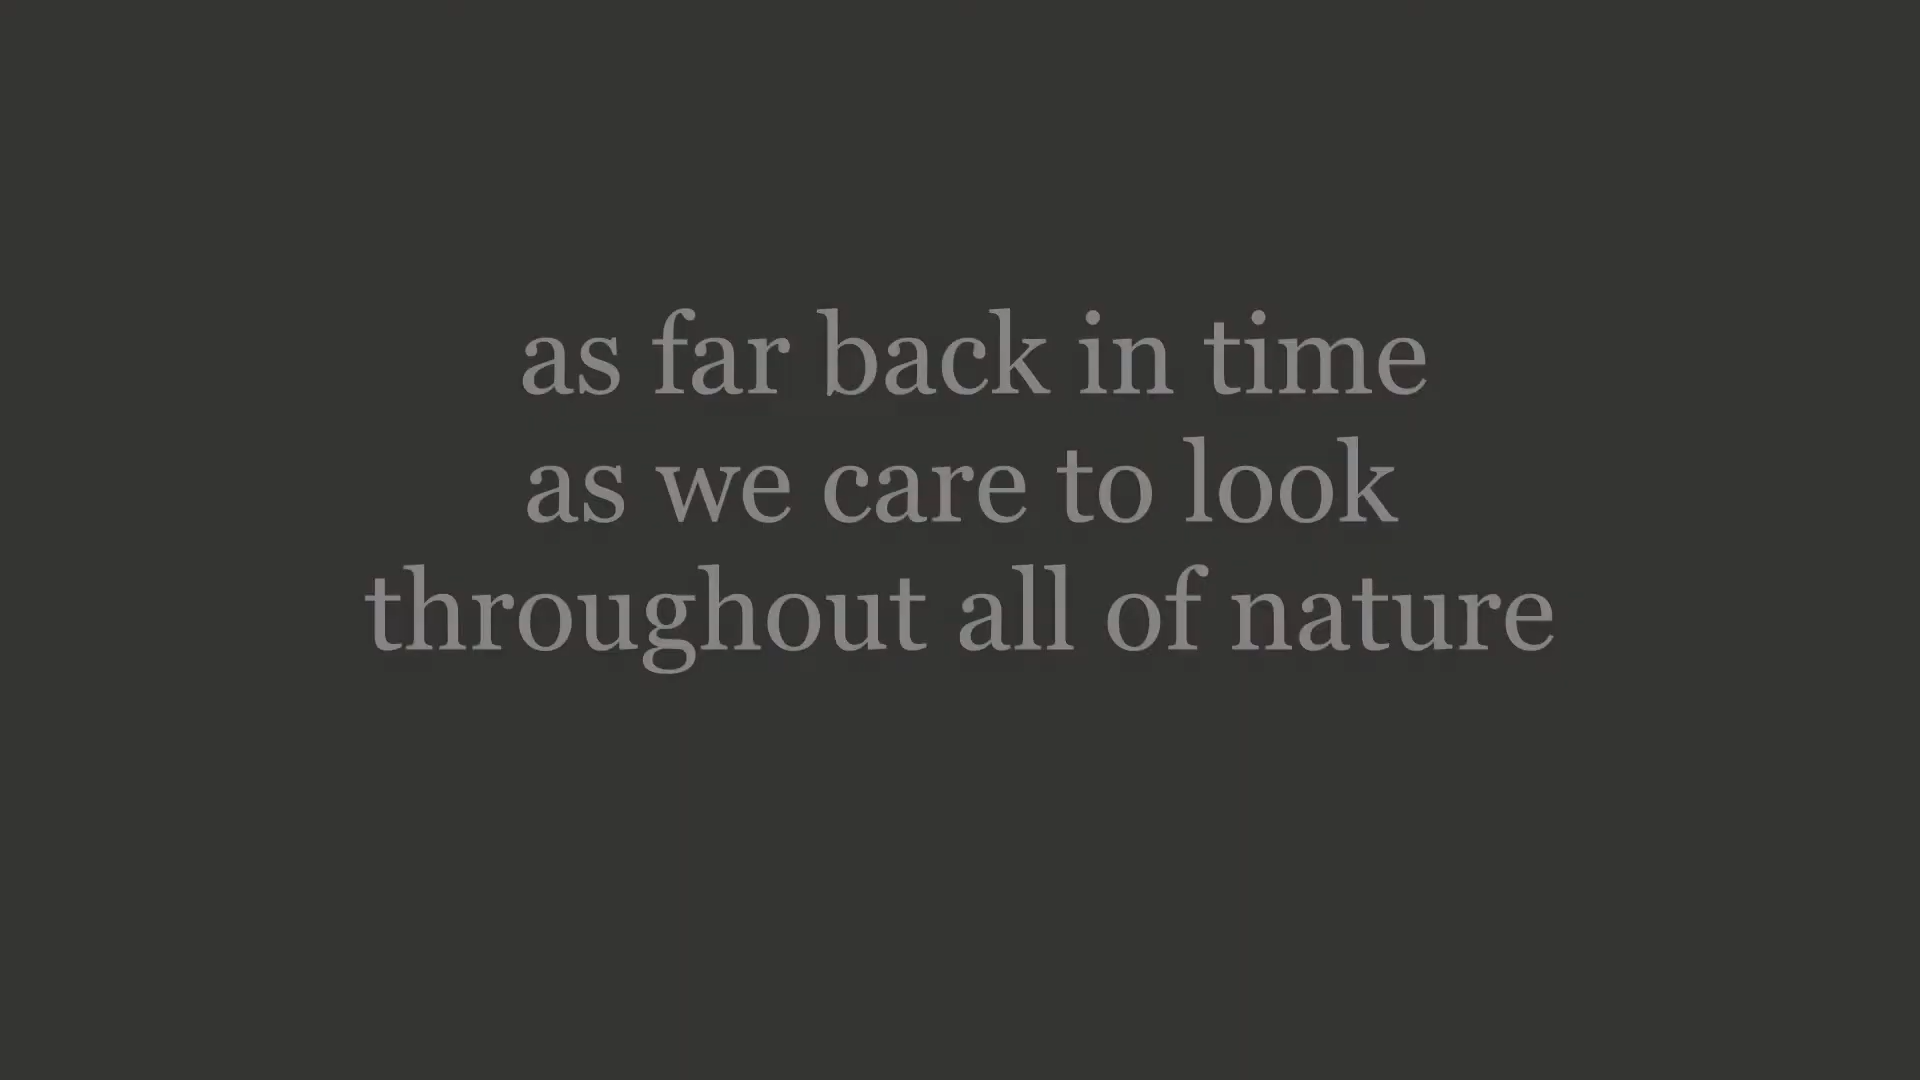 as far back in time
as we care to look
throughout all of nature